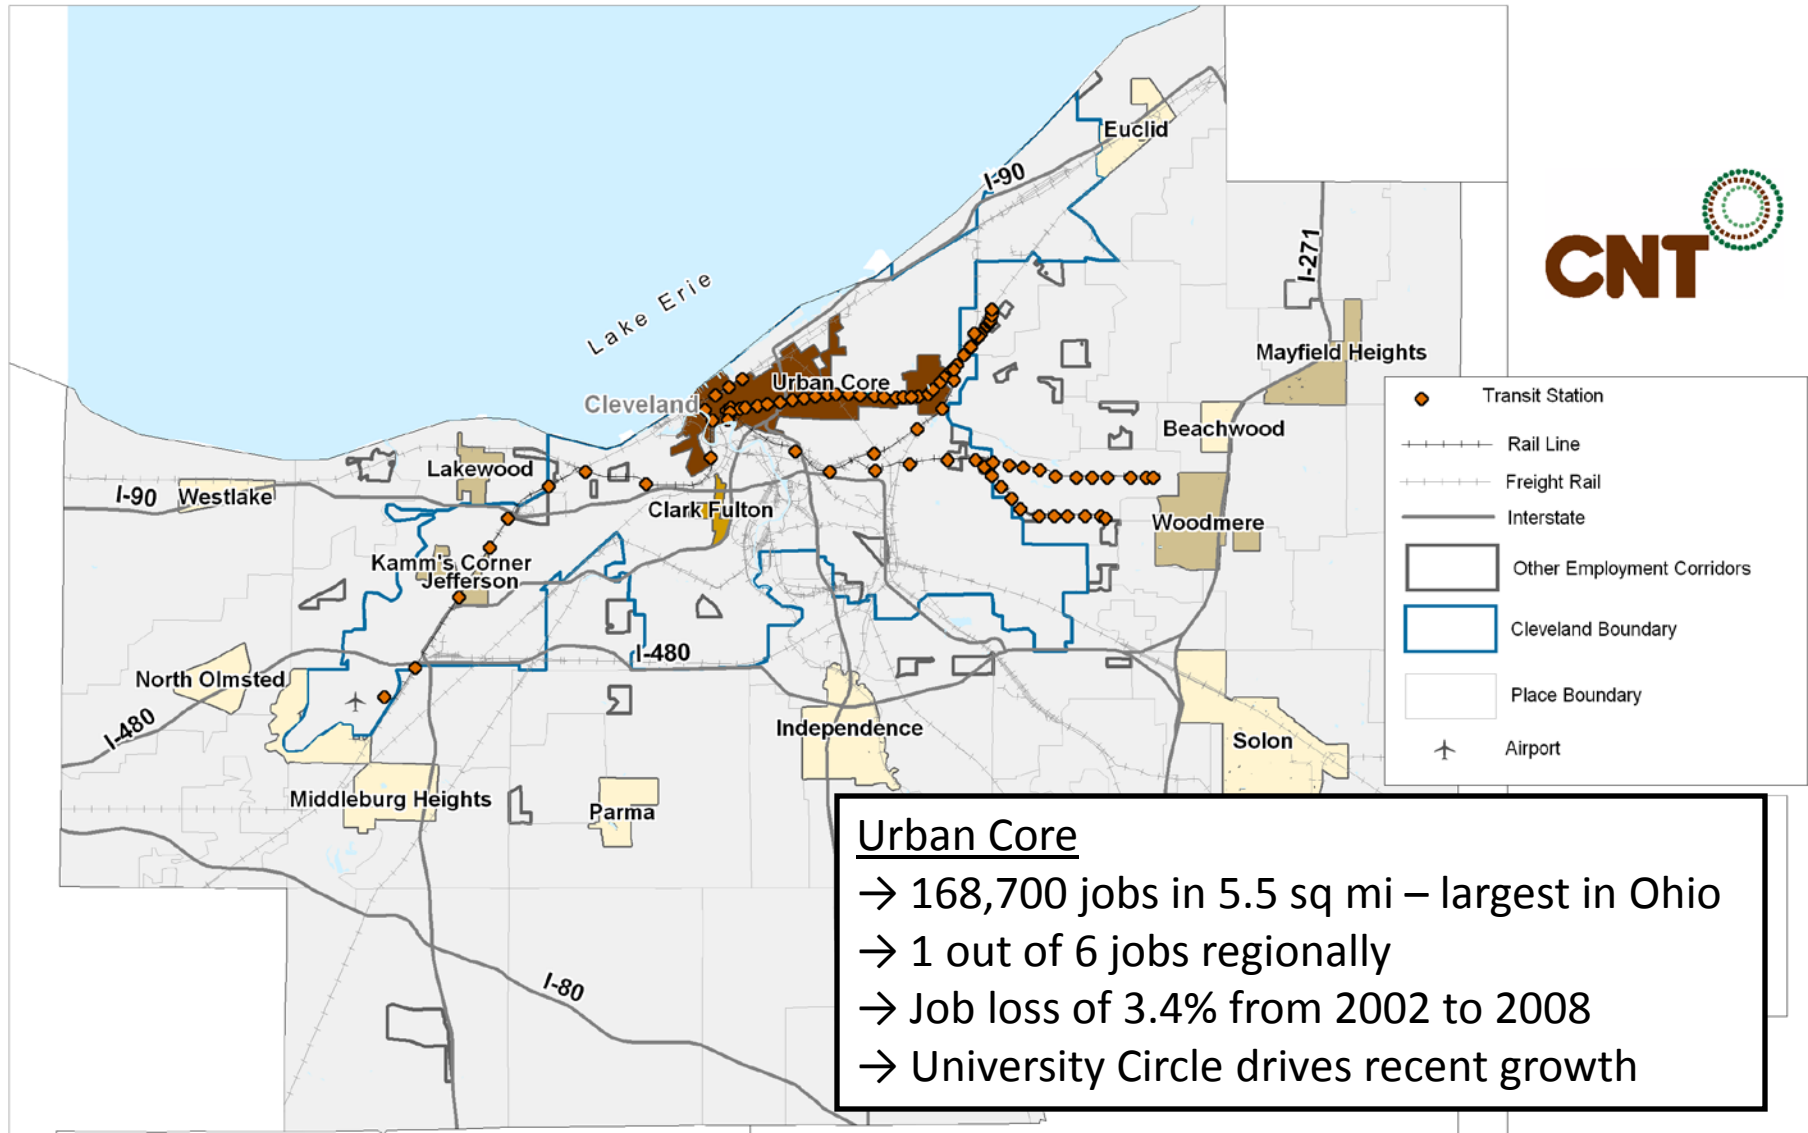 Euclid
I-90
I-271
CNT
Lake Erie
Mayfield Heights
Urban Core
Cleveland
Beachwood
Lakewood
I-90
Westlake
Clark Fulton
Woodmere
Kamm's Corner
Jefferson
I-480
North Olmsted
I-480
Independence
Solon
Middleburg Heights
Parma
I-80
Transit Station
Rail Line
Freight Rail
Interstate
Other Employment Corridors
Cleveland Boundary
Place Boundary
Airport
Urban Core
→ 168,700 jobs in 5.5 sq mi – largest in Ohio
→ 1 out of 6 jobs regionally
→ Job loss of 3.4% from 2002 to 2008
→ University Circle drives recent growth